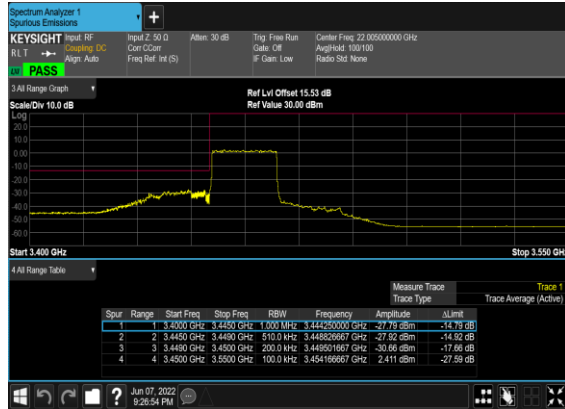 Spectrum Analyzer 1
Spurious Emissions
+
KEYSIGHT Input: RF Input Z: 50 Ω Atten: 30 dB Trig: Free Run Center Freq: 22.005000000 GHz
RLT Coupling: DC Corr CCorr Gate: Off Avg|Hold: 100/100
Align: Auto Freq Ref: Int (S) IF Gain: Low Radio Std: None
PASS
3 All Range Graph
Ref Lvl Offset 15.53 dB
Scale/Div 10.0 dB Ref Value 30.00 dBm
Log
20.0
10.0
0.00
-10.0
-20.0
-30.0
-40.0
-50.0
-60.0
Start 3.400 GHz Stop 3.550 GHz
4 All Range Table
Measure Trace Trace 1
Trace Type Trace Average (Active)
Spur Range Start Freq Stop Freq RBW Frequency Amplitude ΔLimit
1 1 3.4000 GHz 3.4450 GHz 1.000 MHz 3.444250000 GHz -27.79 dBm -14.79 dB
2 2 3.4450 GHz 3.4490 GHz 510.0 kHz 3.448826667 GHz -27.92 dBm -14.92 dB
3 3 3.4490 GHz 3.4500 GHz 200.0 kHz 3.449501667 GHz -30.66 dBm -17.66 dB
4 4 3.4500 GHz 3.5500 GHz 100.0 kHz 3.454166667 GHz 2.411 dBm -27.59 dB
? Jun 07, 2022
9:26:54 PM